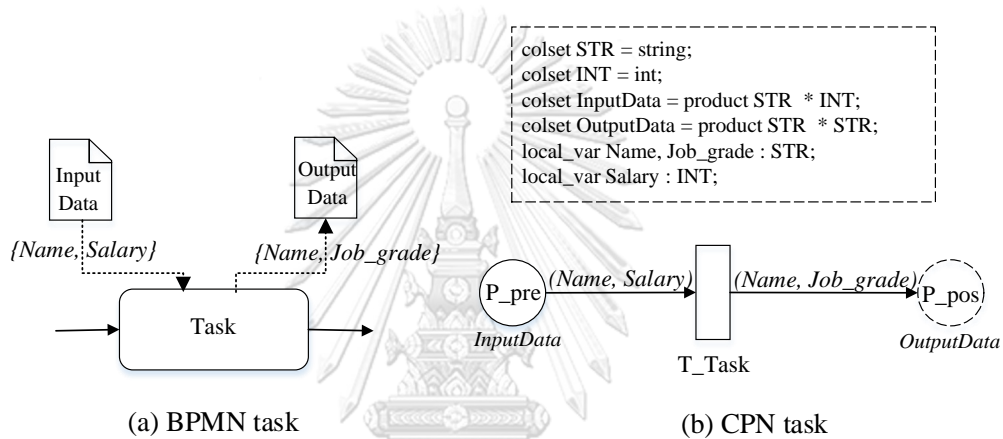 colset STR = string;
colset INT = int;
colset InputData = product STR * INT;
colset OutputData = product STR * STR;
local_var Name, Job_grade : STR;
local_var Salary : INT;
Input
Data
Output
Data
{Name, Salary}
{Name, Job_grade}
Task
(a) BPMN task
P_pre
(Name, Salary)
(Name, Job_grade)
P_pos
InputData
OutputData
T_Task
(b) CPN task